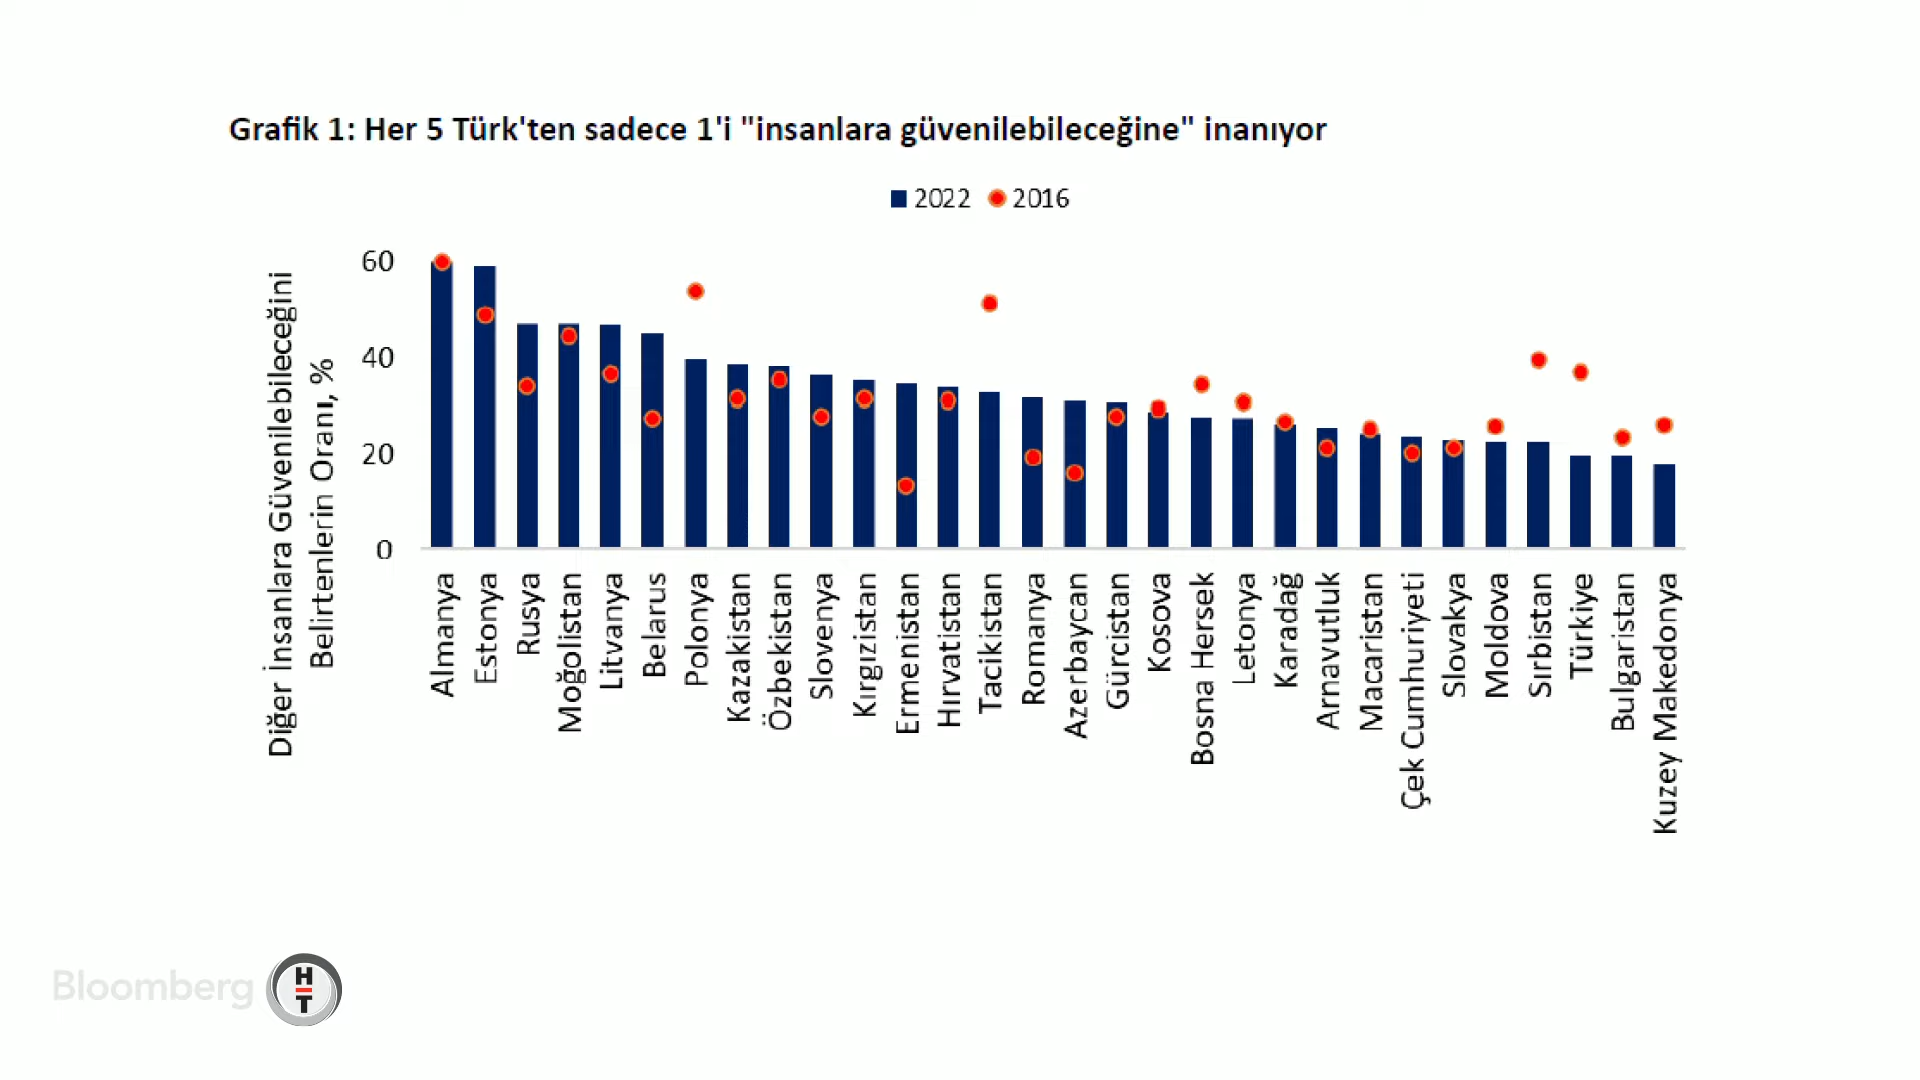 Grafik 1: Her 5 Türk'ten sadece 1'i "insanlara güvenilebileceğine" inanıyor
2022 2016
Diğer İnsanlara Güvenilebileceğini
Belirtenlerin Oranı, %
60
40
20
0
Almanya
Estonya
Rusya
Moğolistan
Litvanya
Belarus
Polonya
Kazakistan
Özbekistan
Slovenya
Kırgızistan
Ermenistan
Hırvatistan
Tacikistan
Romanya
Azerbaycan
Gürcistan
Kosova
Bosna Hersek
Letonya
Karadağ
Arnavutluk
Macaristan
Çek Cumhuriyeti
Slovakya
Moldova
Sırbistan
Türkiye
Bulgaristan
Kuzey Makedonya
Bloomberg HT